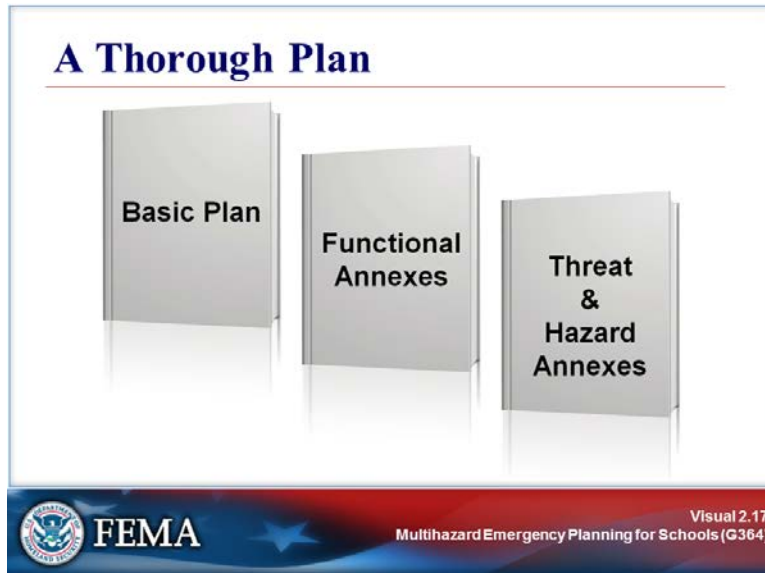 A Thorough Plan
Basic Plan
Functional
Annexes
Threat
&
Hazard
Annexes
FEMA
Visual 2.17
Multihazard Emergency Planning for Schools (G364)